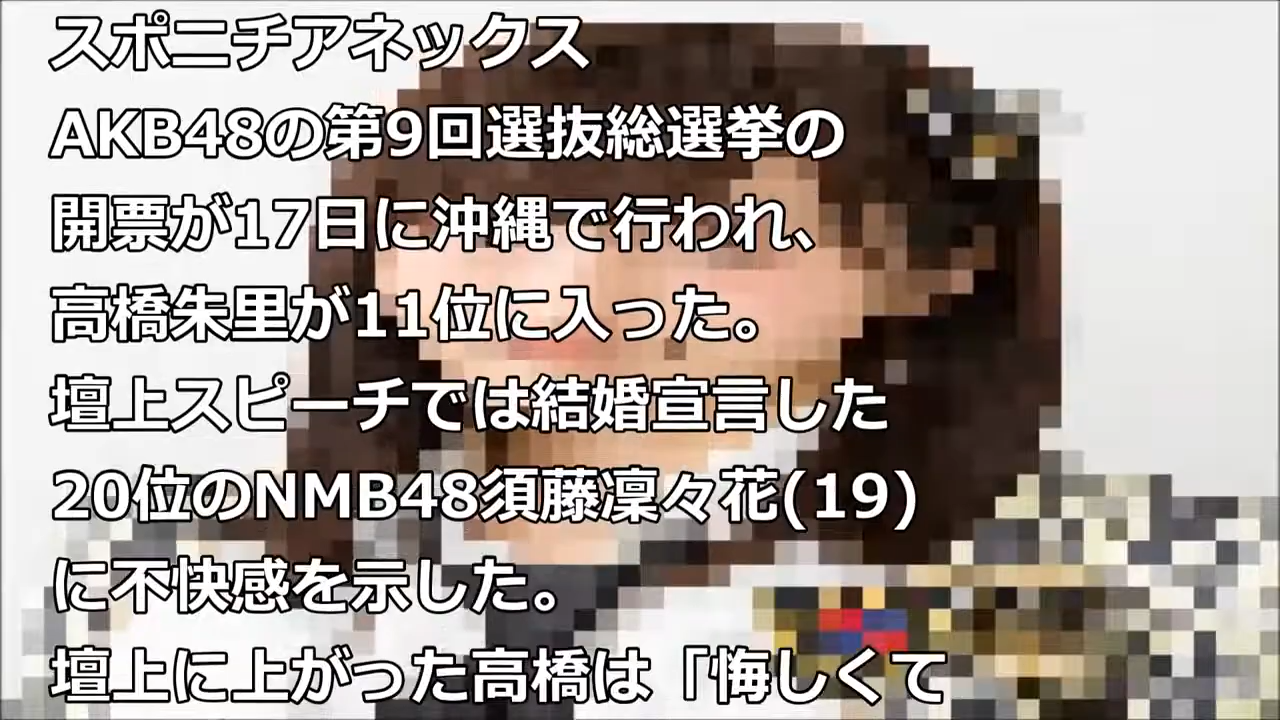 スポニチアネックス
AKB48の第9回選抜総選挙の
開票が17日に沖縄で行われ、
高橋朱里が11位に入った。
壇上スピーチでは結婚宣言した
20位のNMB48須藤凜々花(19)
に不快感を示した。
壇上に上がった高橋は「悔しくて